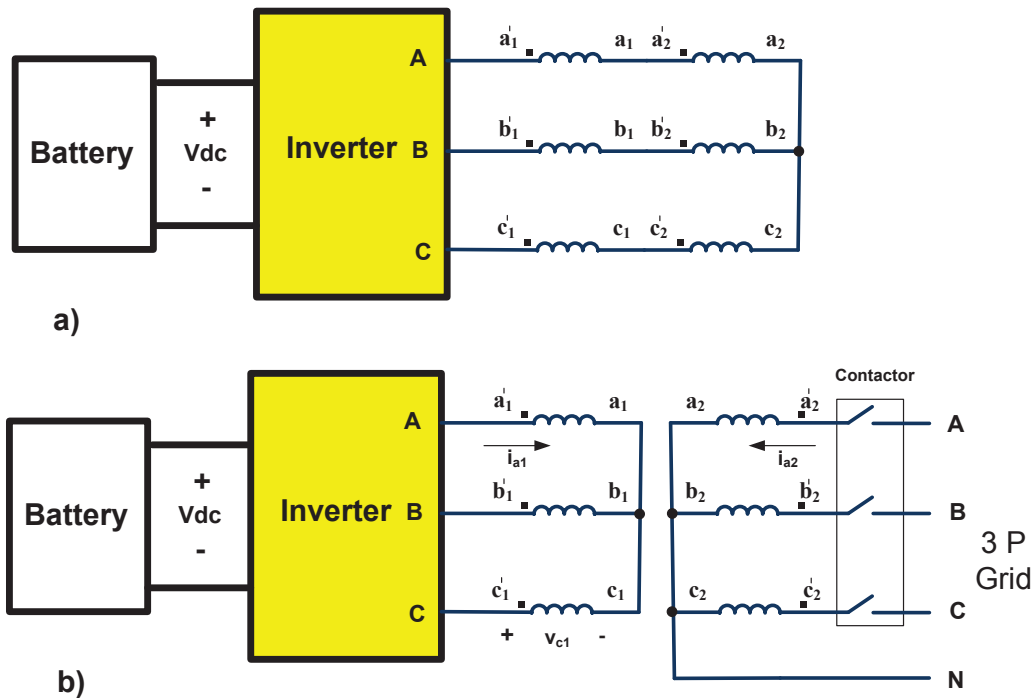 a'1 a1 a'2 a2
A
b'1 b1 b'2 b2
Battery + Vdc - Inverter B
c'1 c1 c'2 c2
C
a)
Contactor
a'1 a1 a2 a'2
A A
ia1 ia2
b'1 b1 b2 b'2
Battery + Vdc - Inverter B B
3 P Grid
c'1 c1 c2 c'2
C C
+ vc1 -
b) N